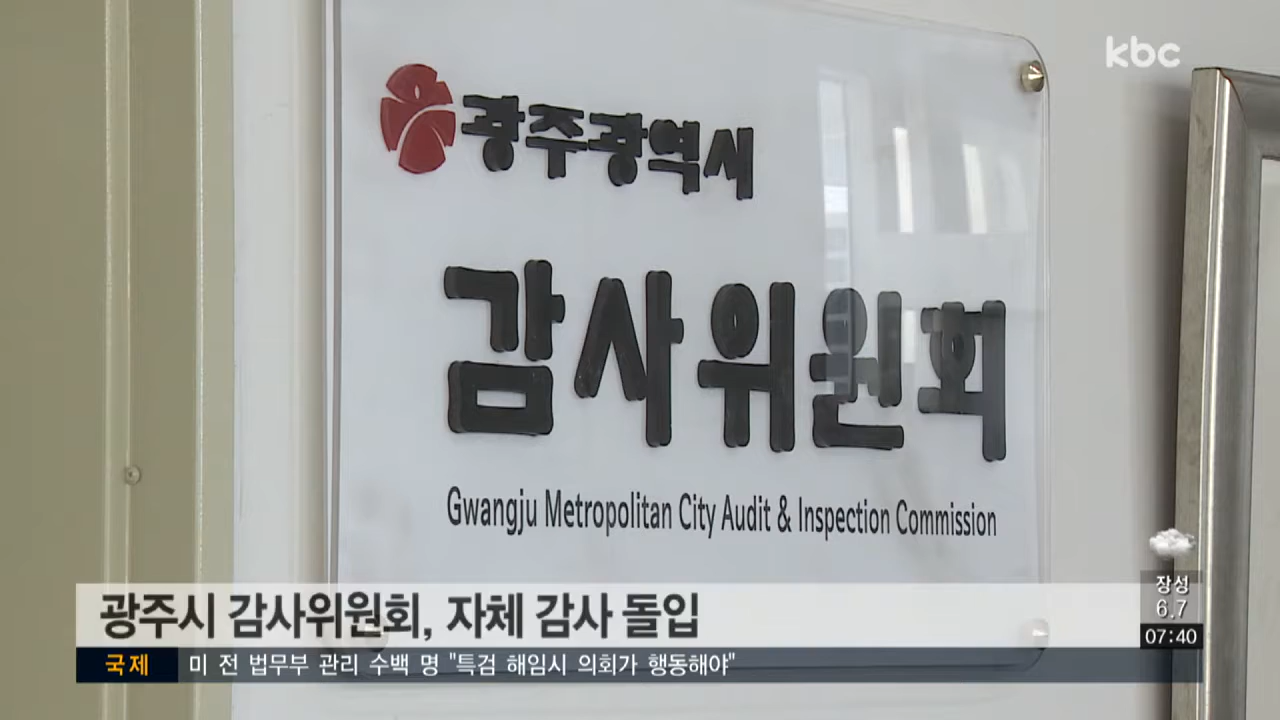 kbc
광주광역시
감사위원회
Gwangju Metropolitan City Audit & Inspection Commission
장성
6.7
07:40
광주시 감사위원회, 자체 감사 돌입
국제 미 전 법무부 관리 수백 명 "특검 해임시 의회가 행동해야"